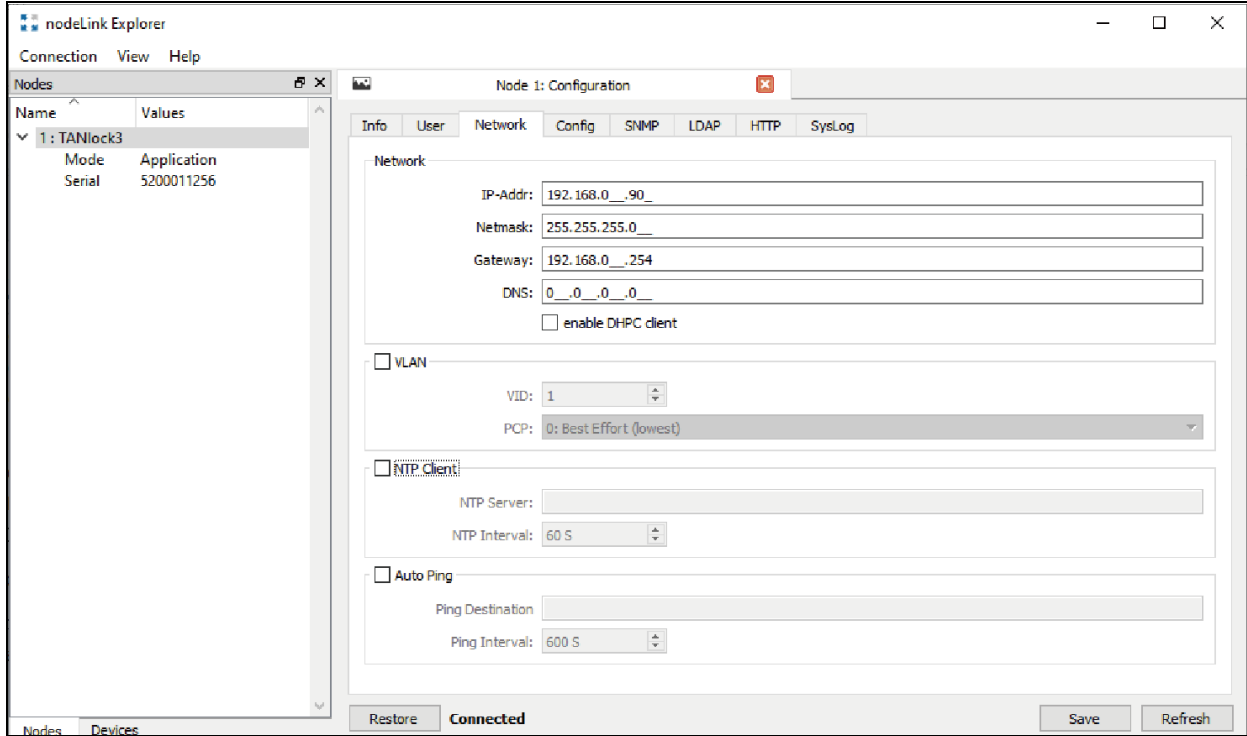 nodeLink Explorer
Connection View Help
Nodes
Name Values
1 : TANlock3
Mode Application
Serial 5200011256
Nodes Devices
Node 1: Configuration
Info User Network Config SNMP LDAP HTTP SysLog
Network
IP-Addr: 192.168.0__.90_
Netmask: 255.255.255.0__
Gateway: 192.168.0__.254
DNS: 0__.0__.0__.0__
enable DHPC client
VLAN
VID: 1
PCP: 0: Best Effort (lowest)
NTP Client
NTP Server:
NTP Interval: 60 S
Auto Ping
Ping Destination
Ping Interval: 600 S
Restore Connected Save Refresh